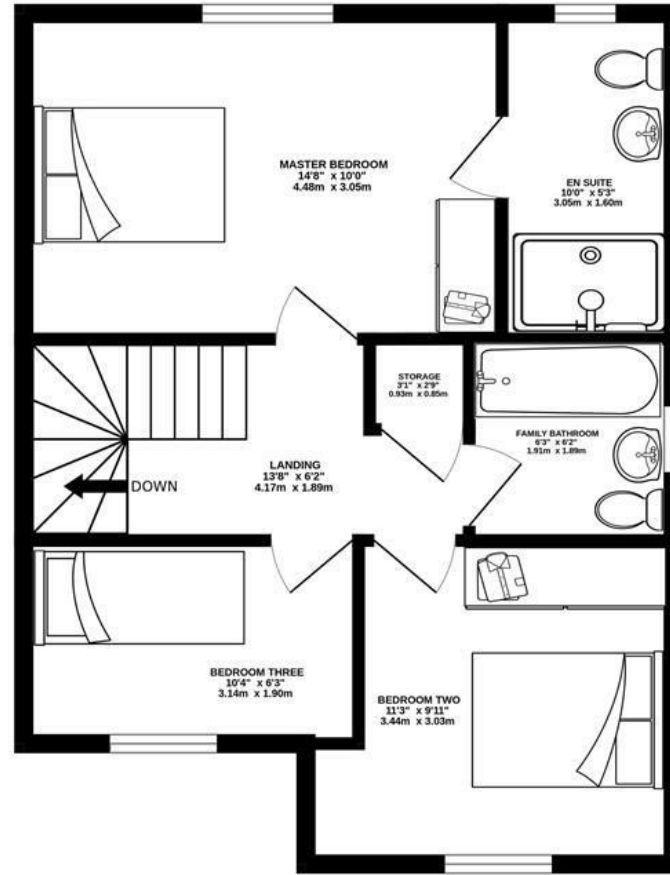 MASTER BEDROOM
14'8" x 10'0"
4.48m x 3.05m
EN SUITE
10'0" x 5'3"
3.05m x 1.60m
STORAGE
3'1" x 2'9"
0.93m x 0.85m
FAMILY BATHROOM
6'3" x 6'2"
1.91m x 1.89m
LANDING
13'8" x 6'2"
4.17m x 1.89m
DOWN
BEDROOM THREE
10'4" x 6'3"
3.14m x 1.90m
BEDROOM TWO
11'3" x 9'11"
3.44m x 3.03m